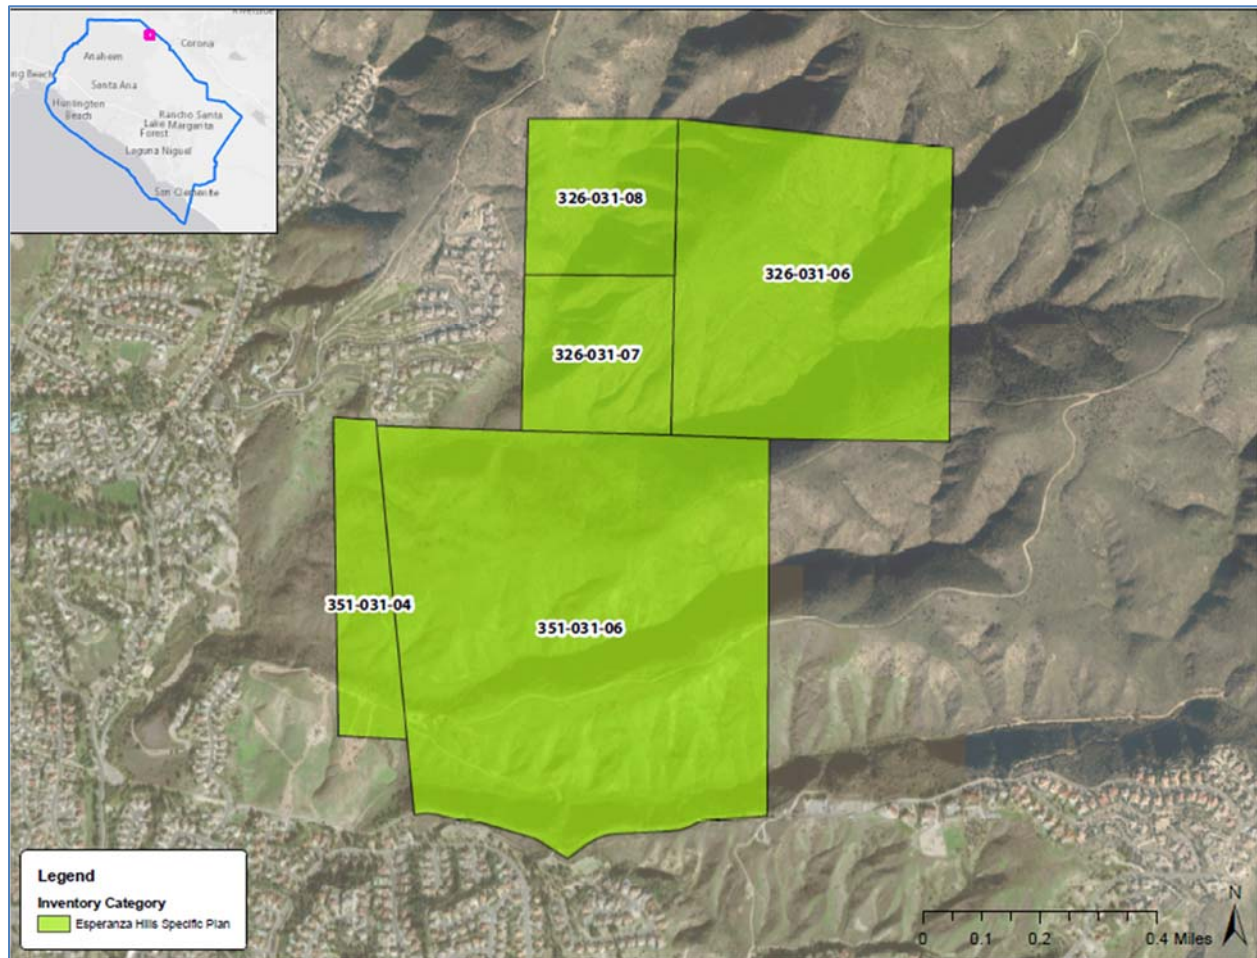 Corona
Anaheim
Santa Ana
Huntington
Beach
Rancho Santa
Lake Margarita
Forest
Laguna Niguel
San Clemente
326-031-08
326-031-06
326-031-07
351-031-04
351-031-06
Legend
Inventory Category
Esperanza Hills Specific Plan
N
0 0.1 0.2 0.4 Miles